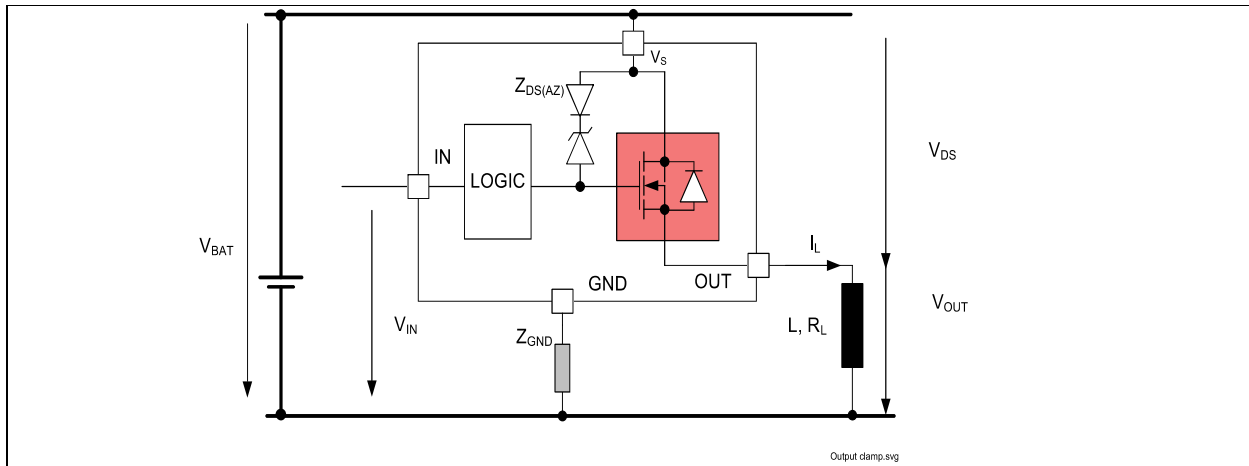 V_S
Z_DS(AZ)
IN
LOGIC
V_DS
V_BAT
I_L
GND
OUT
V_IN
L, R_L
V_OUT
Z_GND
Output clamp.svg